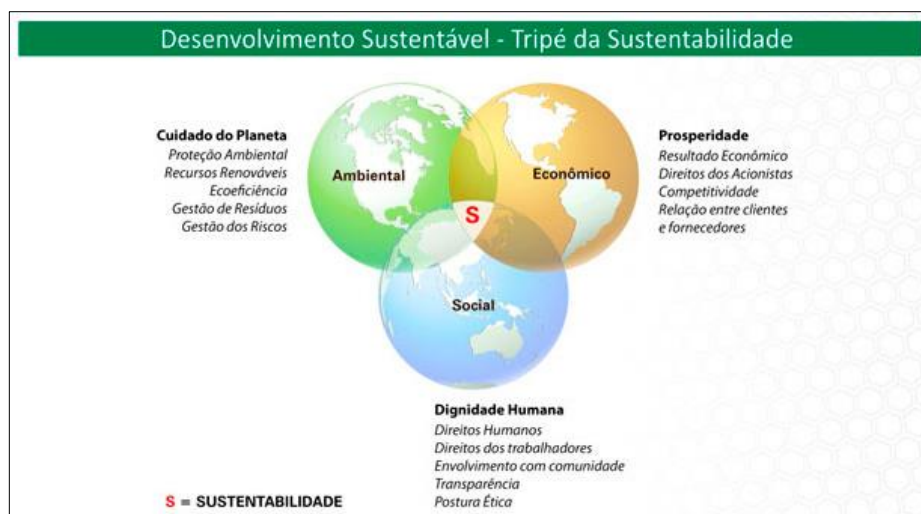 Desenvolvimento Sustentável - Tripé da Sustentabilidade
Cuidado do Planeta
Proteção Ambiental
Recursos Renováveis
Ecoeficiência
Gestão de Resíduos
Gestão dos Riscos
Ambiental
Econômico
Prosperidade
Resultado Econômico
Direitos dos Acionistas
Competitividade
Relação entre clientes
e fornecedores
S
Social
Dignidade Humana
Direitos Humanos
Direitos dos trabalhadores
Envolvimento com comunidade
Transparência
Postura Ética
S = SUSTENTABILIDADE